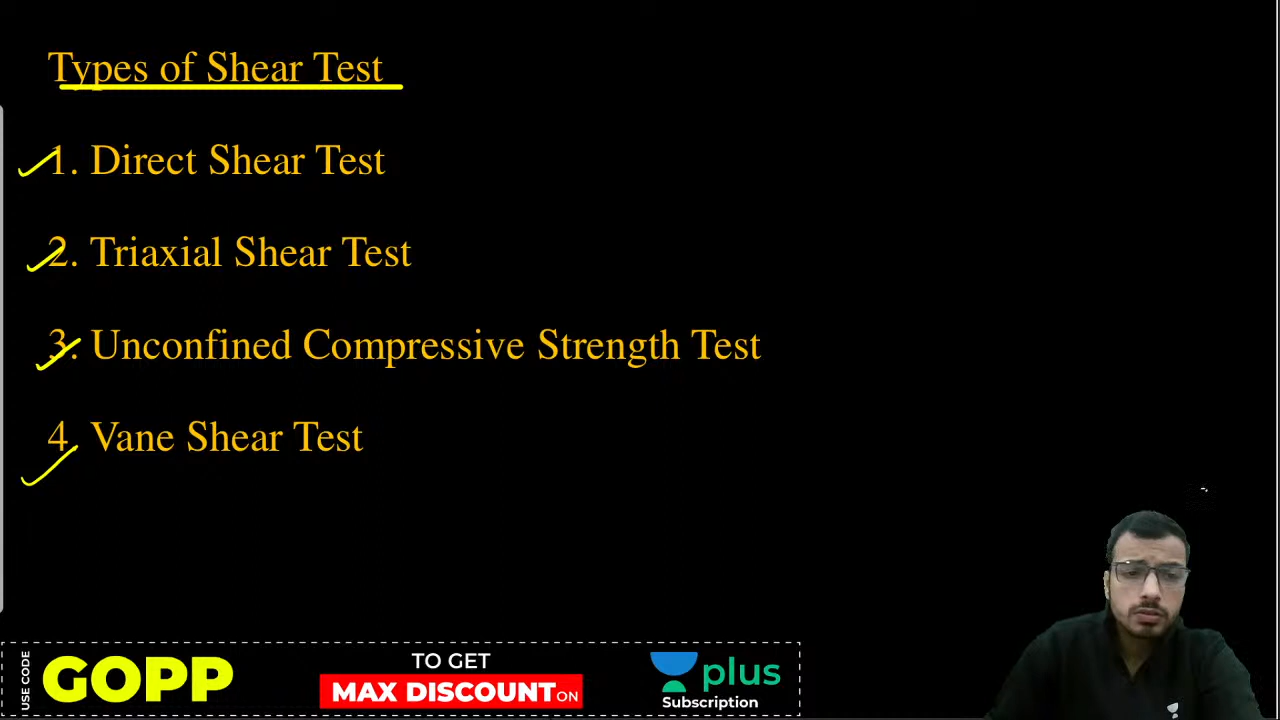 Types of Shear Test
1. Direct Shear Test
2. Triaxial Shear Test
3. Unconfined Compressive Strength Test
4. Vane Shear Test
USE CODE
GOPP
TO GET
MAX DISCOUNT ON
plus
Subscription